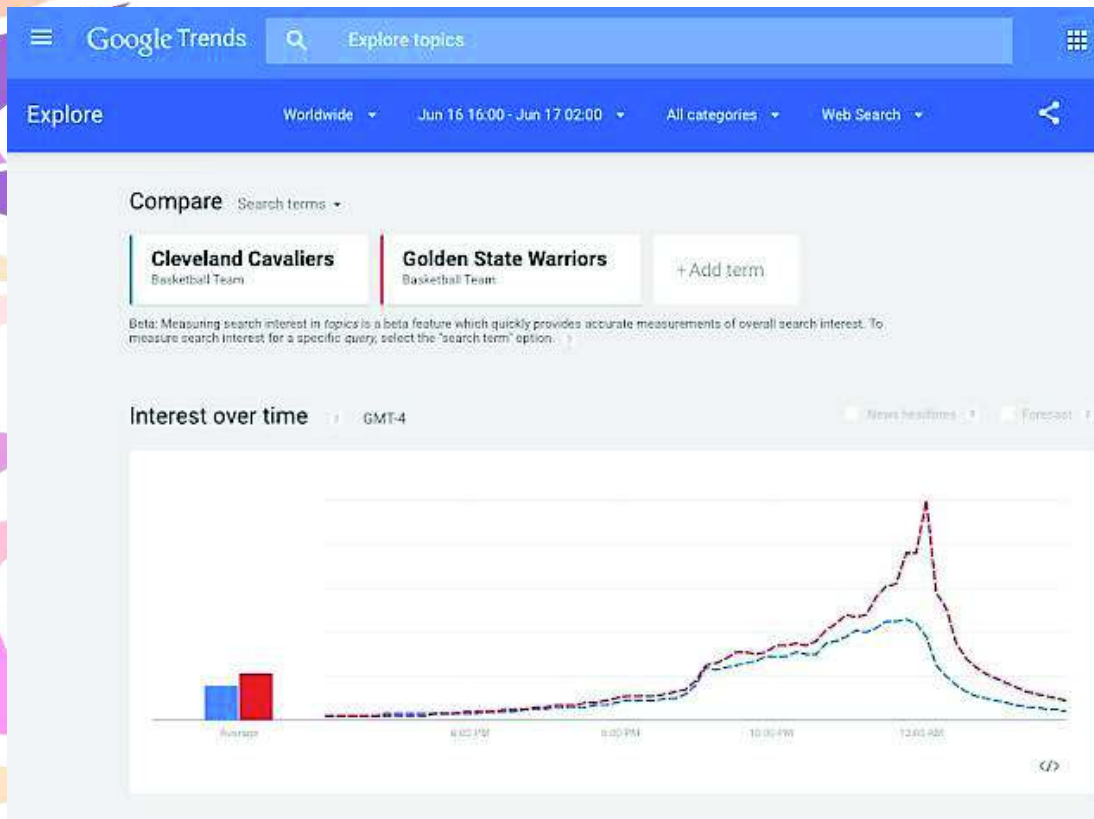 Google Trends
Explore topics
Explore
Worldwide
Jun 16 16:00 - Jun 17 02:00
All categories
Web Search
Compare
Search terms
Cleveland Cavaliers
Basketball Team
Golden State Warriors
Basketball Team
+Add term
Beta: Measuring search interest in topics is a beta feature which quickly provides accurate measurements of overall search interest. To
measure search interest for a specific query, select the "search term" option.
?
Interest over time
GMT-4
News headlines
?
Forecast
?
Average
6:00 PM
8:00 PM
10:00 PM
12:00 AM
</>